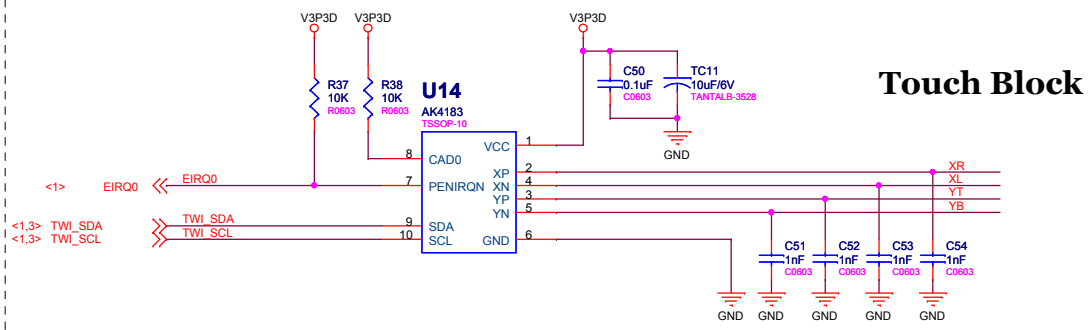 V3P3D
V3P3D
V3P3D
R37
10K
R0603
R38
10K
R0603
U14
AK4183
TSSOP-10
C50
0.1uF
C0603
TC11
10uF/6V
TANTALB-3528
Touch Block
GND
8 CAD0
7 PENIRQN
9 SDA
10 SCL
VCC 1
XP 2
XN 4
YP 3
YN 5
GND 6
<1> EIRQ0 EIRQ0
<1,3> TWI_SDA TWI_SDA
<1,3> TWI_SCL TWI_SCL
XR
XL
YT
YB
C51
1nF
C0603
C52
1nF
C0603
C53
1nF
C0603
C54
1nF
C0603
GND GND GND GND GND